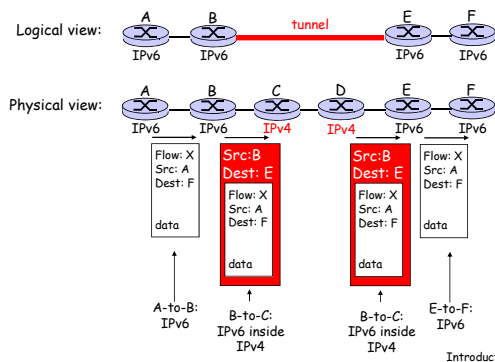 A B E F
Logical view: tunnel
IPv6 IPv6 IPv6 IPv6
A B C D E F
Physical view:
IPv6 IPv6 IPv4 IPv4 IPv6 IPv6
Flow: X
Src: A
Dest: F
data
Src:B
Dest: E
Flow: X
Src: A
Dest: F
data
Src:B
Dest: E
Flow: X
Src: A
Dest: F
data
Flow: X
Src: A
Dest: F
data
A-to-B:
IPv6
B-to-C:
IPv6 inside
IPv4
B-to-C:
IPv6 inside
IPv4
E-to-F:
IPv6
Introduct